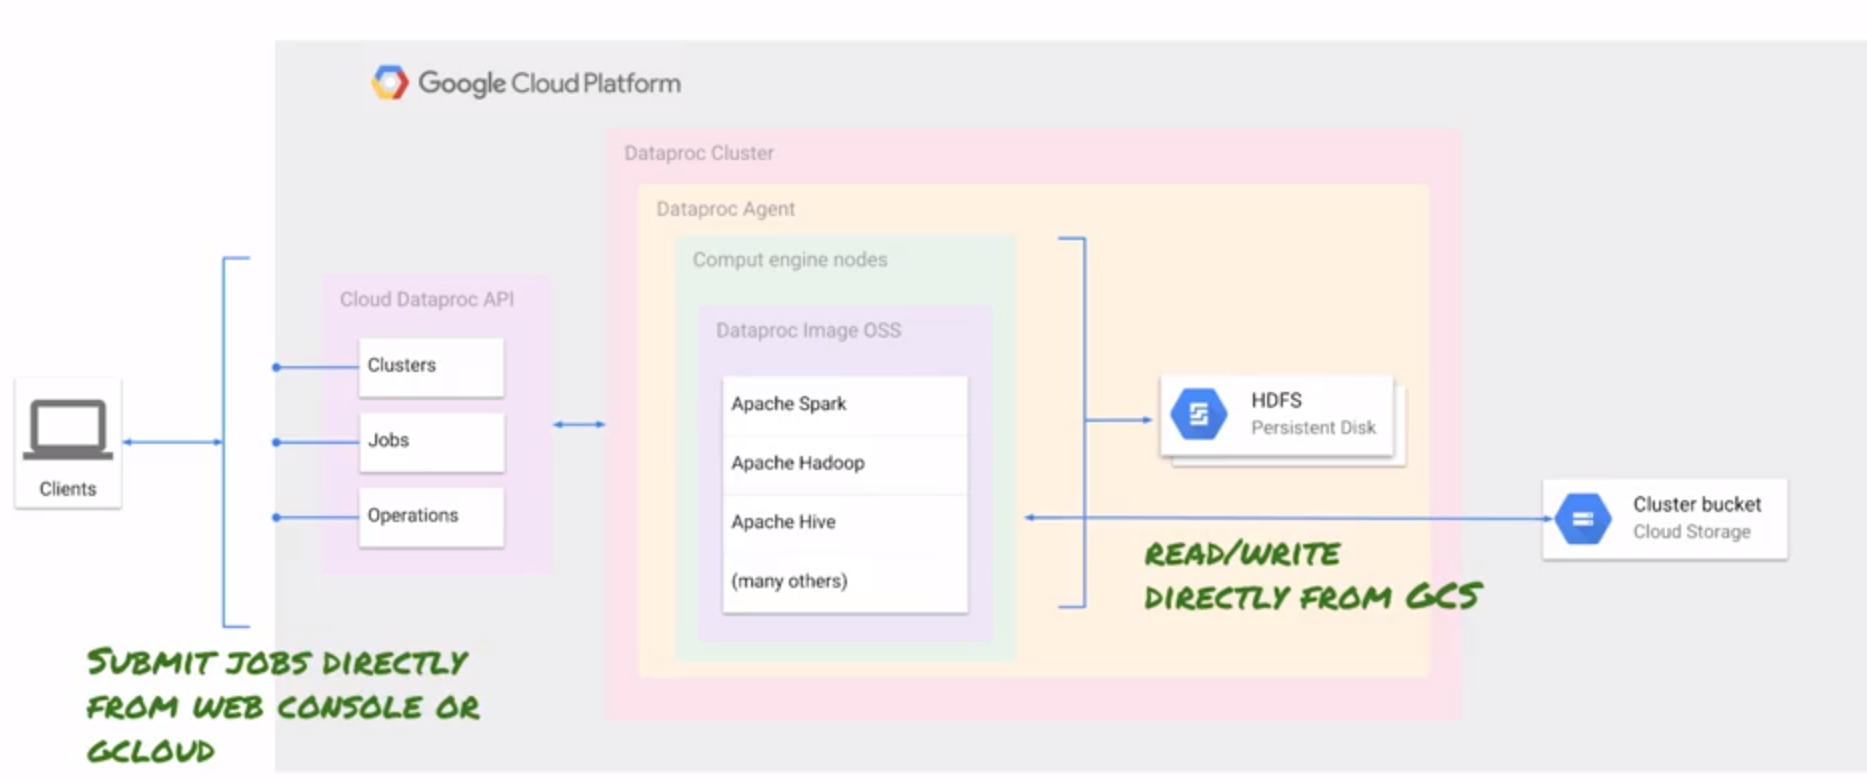 Google Cloud Platform
Dataproc Cluster
Dataproc Agent
Comput engine nodes
Cloud Dataproc API
Dataproc Image OSS
Clusters
Jobs
Operations
Clients
Apache Spark
Apache Hadoop
Apache Hive
(many others)
HDFS
Persistent Disk
Cluster bucket
Cloud Storage
READ/WRITE
DIRECTLY FROM GCS
SUBMIT JOBS DIRECTLY
FROM WEB CONSOLE OR
GCLOUD